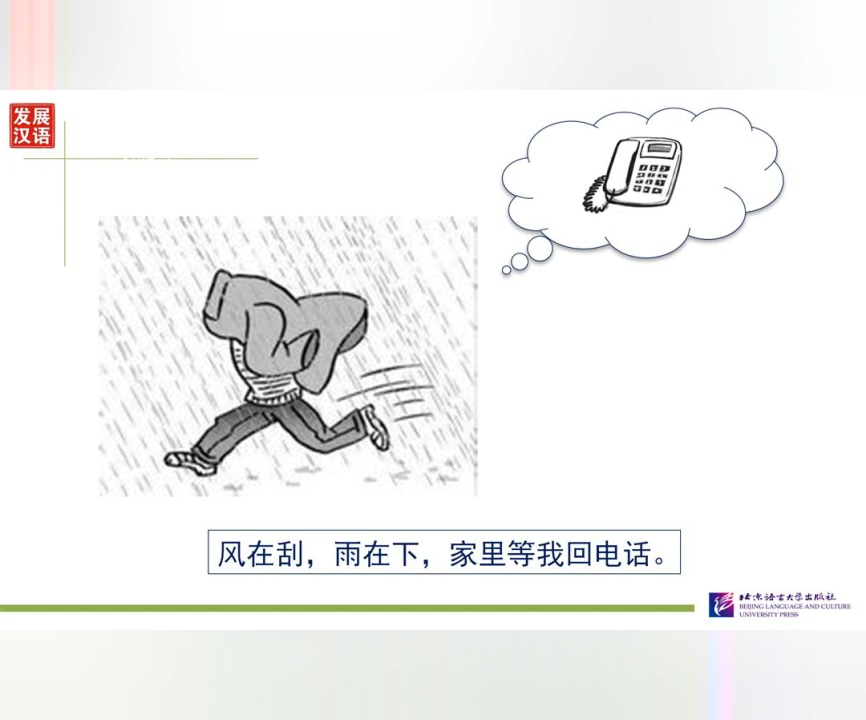 发展
汉语
风在刮，雨在下，家里等我回电话。
北京语言大学出版社
BEIJING LANGUAGE AND CULTURE
UNIVERSITY PRESS